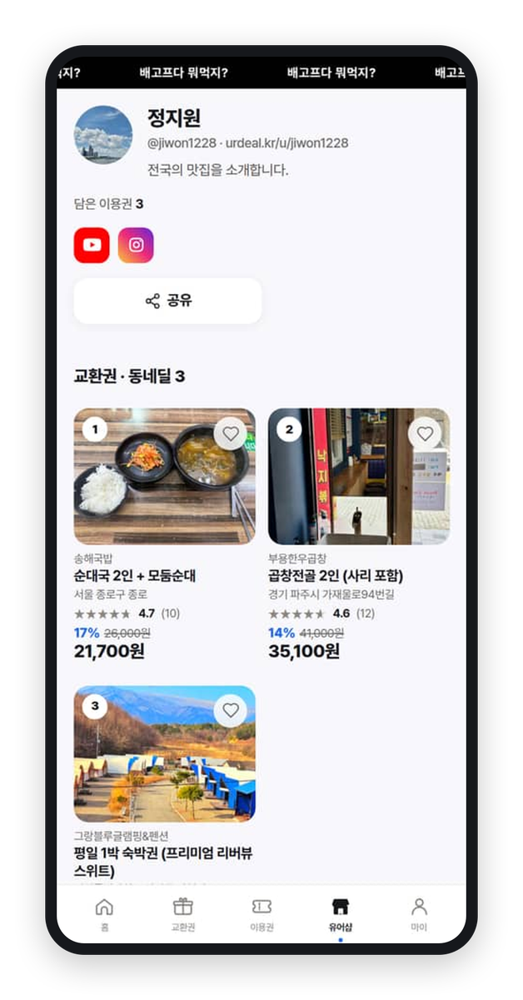 먹지?
배고프다 뭐먹지?
배고프다 뭐먹지?
배고프
정지원
@jiwon1228 · urdeal.kr/u/jiwon1228
전국의 맛집을 소개합니다.
담은 이용권 3
공유
교환권 · 동네딜 3
1
송해국밥
순대국 2인 + 모둠순대
서울 종로구 종로
4.7 (10)
17% 26,000원
21,700원
2
낙지볶
부용한우곱창
곱창전골 2인 (사리 포함)
경기 파주시 가재울로94번길
4.6 (12)
14% 41,000원
35,100원
3
그랑블루글램핑&펜션
평일 1박 숙박권 (프리미엄 리버뷰
스위트)
홈
교환권
이용권
유어샵
마이